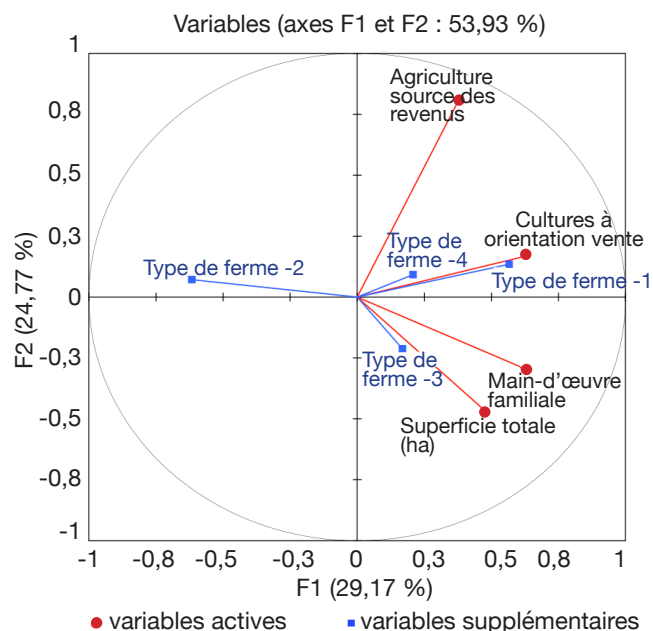 Variables (axes F1 et F2 : 53,93 %)
1
0,8
0,5
0,3
0
-0,3
-0,5
-0,8
-1
F2 (24,77 %)
Agriculture
source des
revenus
Cultures à
orientation vente
Type de
ferme -4
Type de ferme -2
Type de ferme -1
Type de
ferme -3
Main-d'œuvre
familiale
Superficie totale
(ha)
-1
-0,8
-0,5
-0,3
0
0,3
0,5
0,8
1
F1 (29,17 %)
variables actives
variables supplémentaires